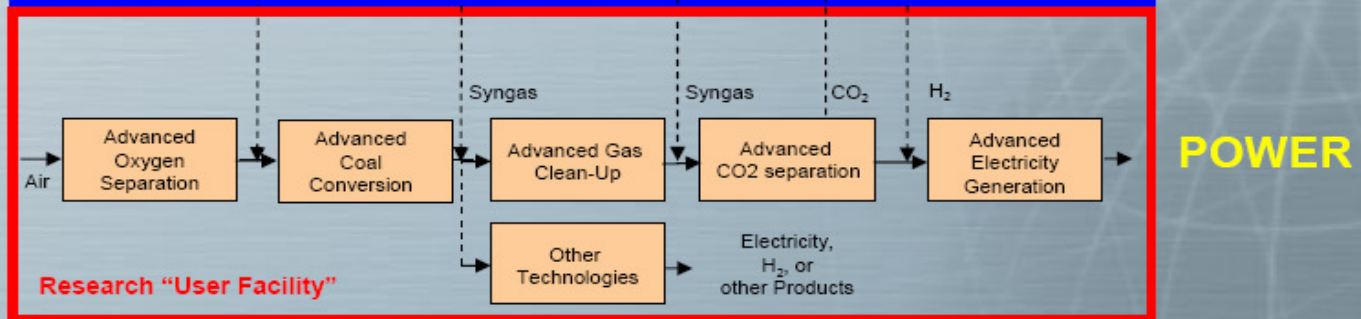 Syngas
Syngas
CO₂
H₂
Air
Advanced
Oxygen
Separation
Advanced
Coal
Conversion
Advanced Gas
Clean-Up
Advanced
CO2 separation
Advanced
Electricity
Generation
POWER
Other
Technologies
Electricity,
H₂, or
other Products
Research “User Facility”